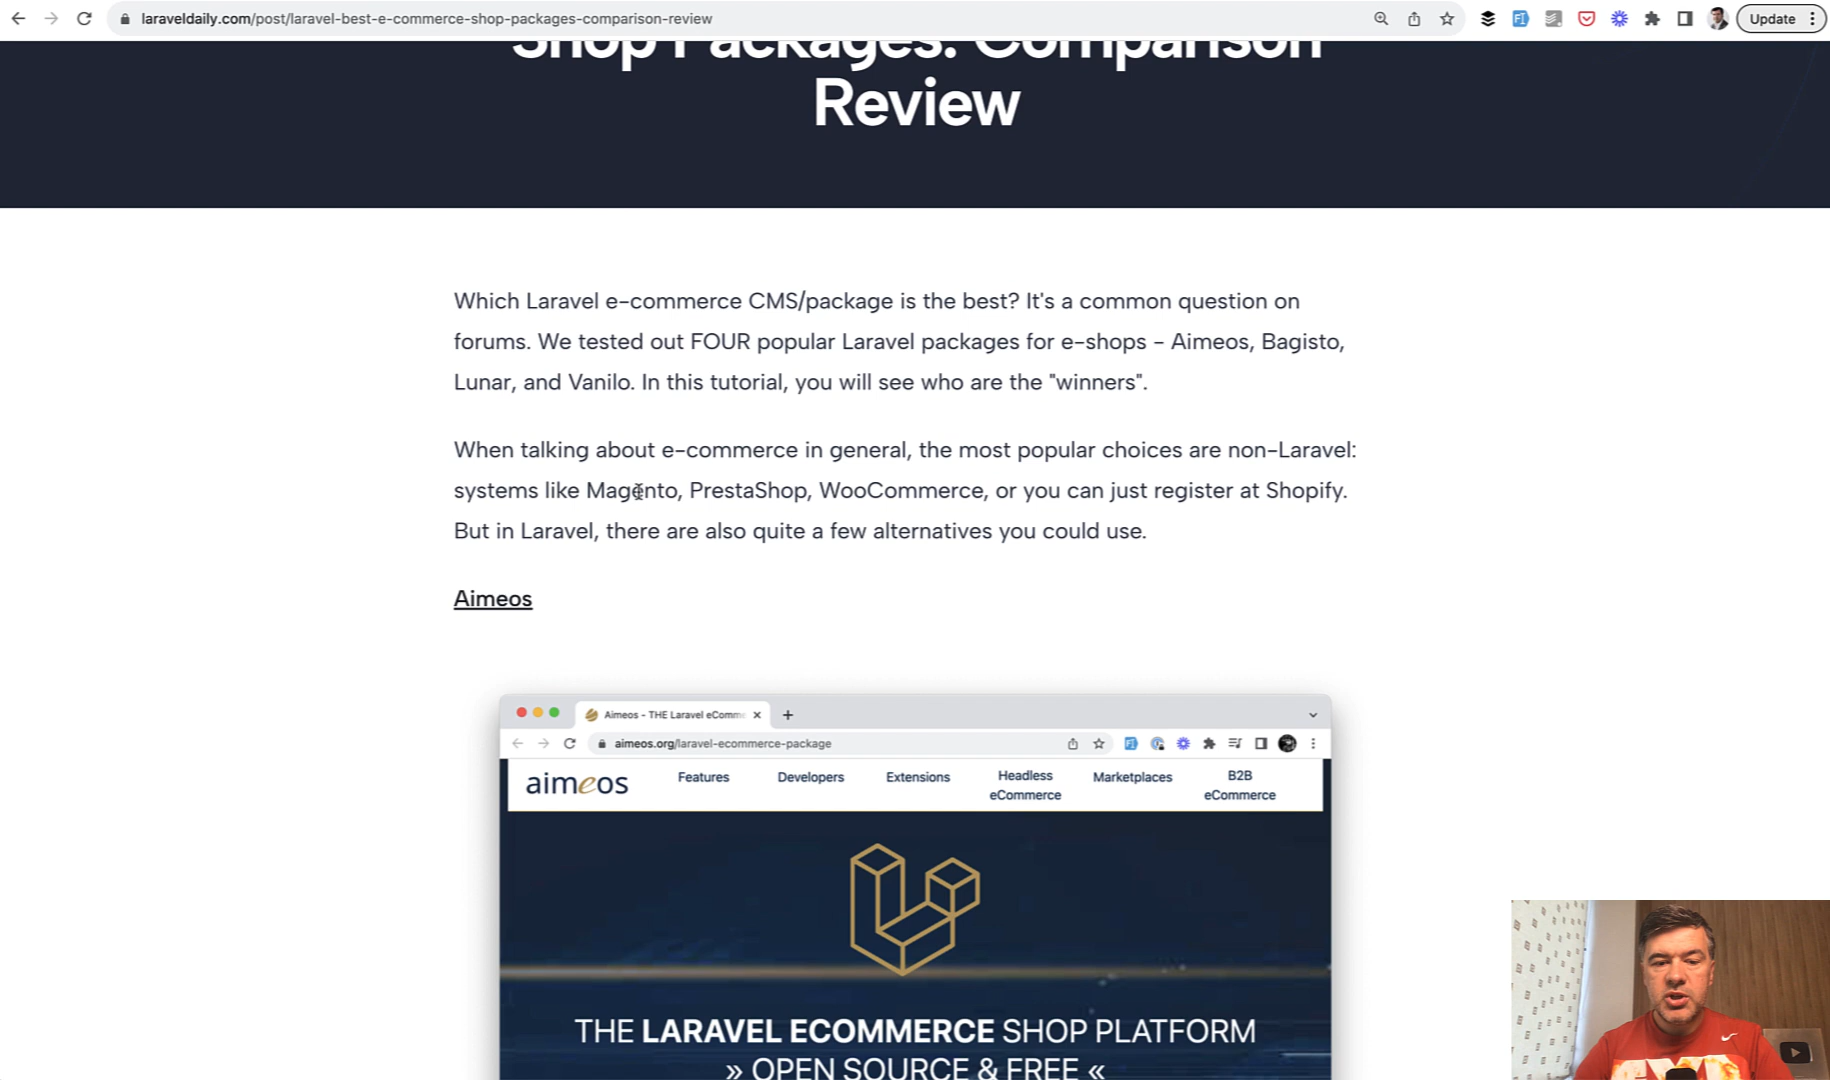 laraveldaily.com/post/laravel-best-e-commerce-shop-packages-comparison-review
Update
Shop Packages: Comparison
Review
Which Laravel e-commerce CMS/package is the best? It's a common question on
forums. We tested out FOUR popular Laravel packages for e-shops - Aimeos, Bagisto,
Lunar, and Vanilo. In this tutorial, you will see who are the "winners".
When talking about e-commerce in general, the most popular choices are non-Laravel:
systems like Magento, PrestaShop, WooCommerce, or you can just register at Shopify.
But in Laravel, there are also quite a few alternatives you could use.
Aimeos
Aimeos - THE Laravel eComm
aimeos.org/laravel-ecommerce-package
aimeos
Features
Developers
Extensions
Headless
eCommerce
Marketplaces
B2B
eCommerce
THE LARAVEL ECOMMERCE SHOP PLATFORM
» OPEN SOURCE & FREE «